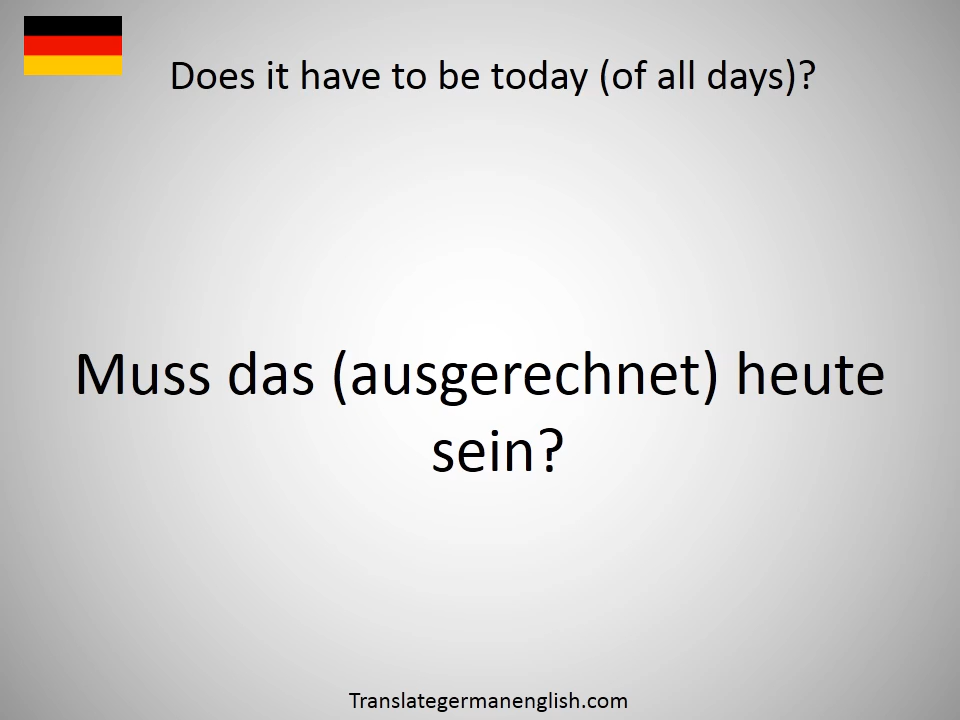 Does it have to be today (of all days)?
Muss das (ausgerechnet) heute
sein?
Translategermanenglish.com